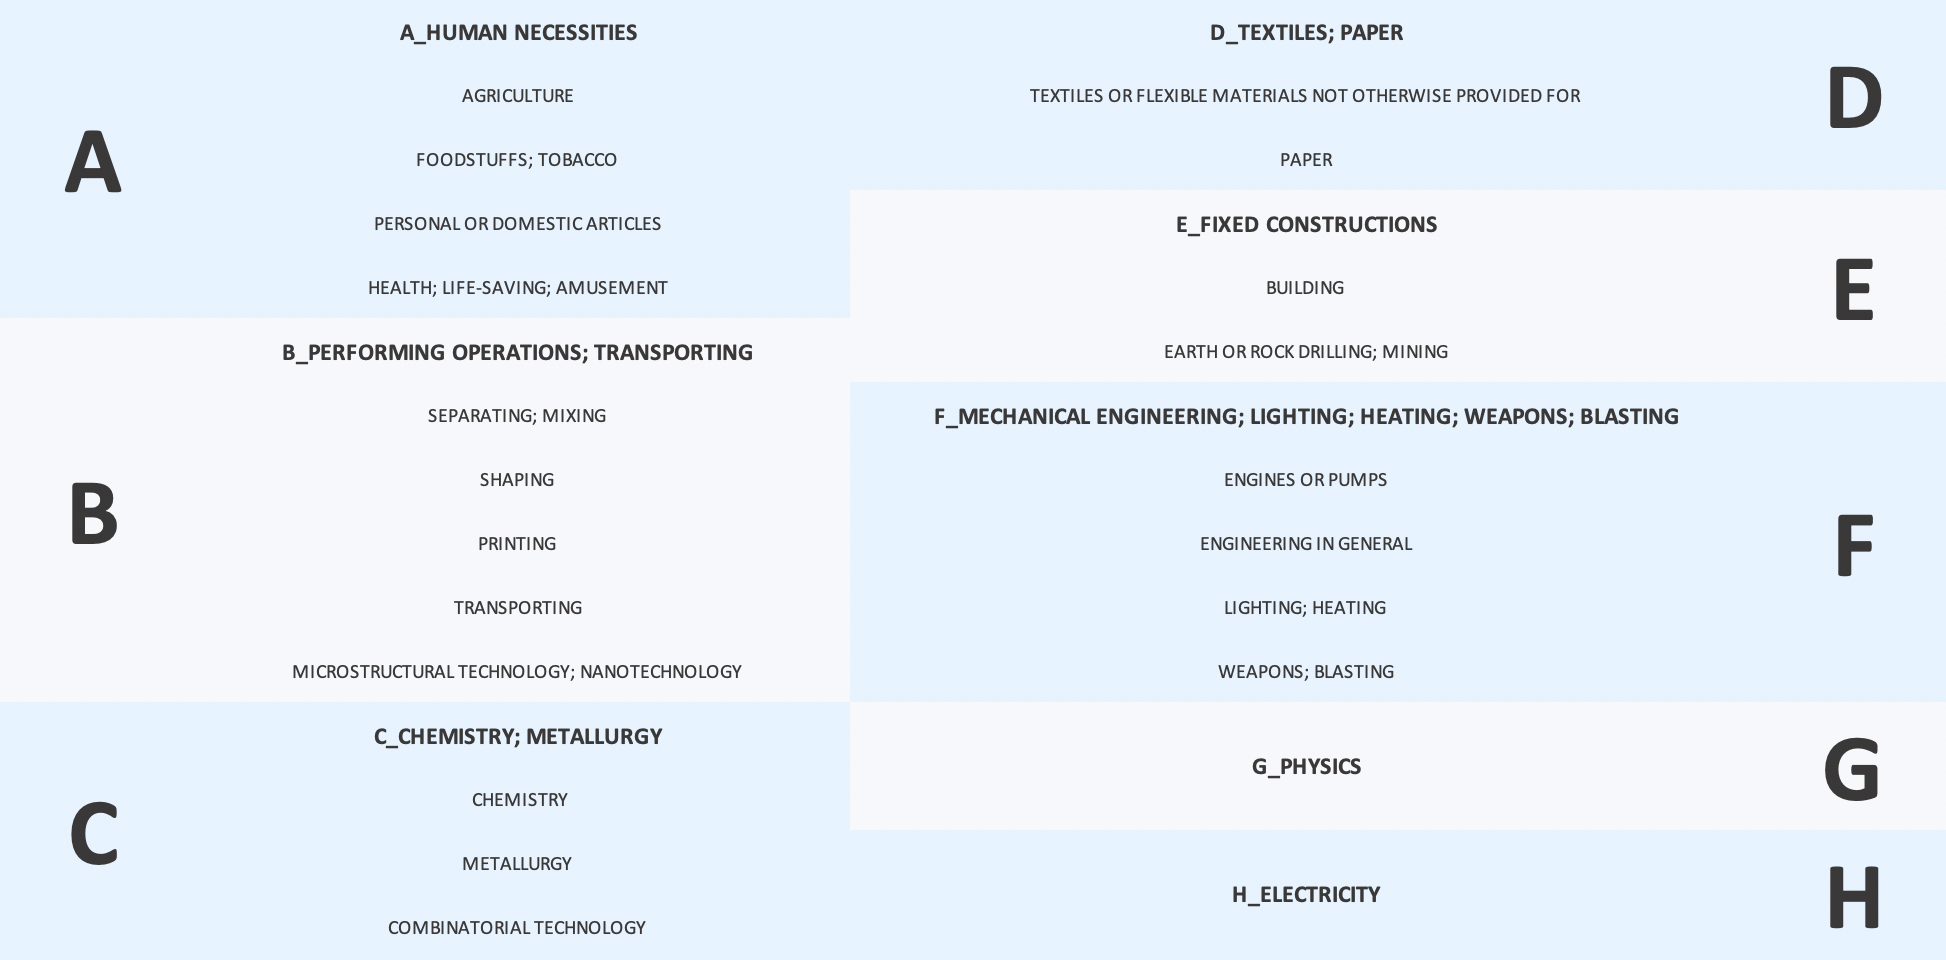 A
A_HUMAN NECESSITIES
AGRICULTURE
FOODSTUFFS; TOBACCO
PERSONAL OR DOMESTIC ARTICLES
HEALTH; LIFE-SAVING; AMUSEMENT
B
B_PERFORMING OPERATIONS; TRANSPORTING
SEPARATING; MIXING
SHAPING
PRINTING
TRANSPORTING
MICROSTRUCTURAL TECHNOLOGY; NANOTECHNOLOGY
C
C_CHEMISTRY; METALLURGY
CHEMISTRY
METALLURGY
COMBINATORIAL TECHNOLOGY
D_TEXTILES; PAPER
TEXTILES OR FLEXIBLE MATERIALS NOT OTHERWISE PROVIDED FOR
PAPER
D
E_FIXED CONSTRUCTIONS
BUILDING
EARTH OR ROCK DRILLING; MINING
E
F_MECHANICAL ENGINEERING; LIGHTING; HEATING; WEAPONS; BLASTING
ENGINES OR PUMPS
ENGINEERING IN GENERAL
LIGHTING; HEATING
WEAPONS; BLASTING
F
G_PHYSICS
G
H_ELECTRICITY
H